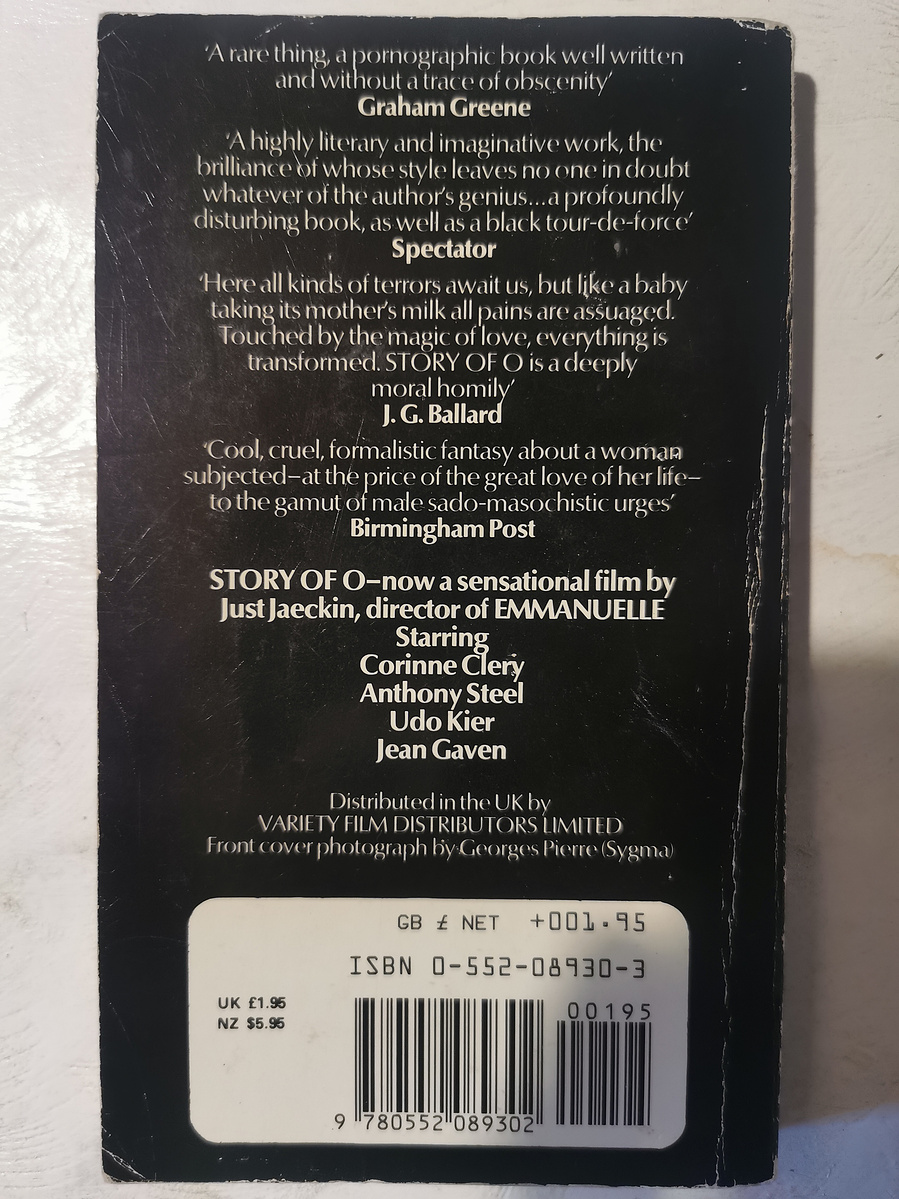 ‘A rare thing, a pornographic book well written
and without a trace of obscenity’
Graham Greene
‘A highly literary and imaginative work, the
brilliance of whose style leaves no one in doubt
whatever of the author's genius...a profoundly
disturbing book, as well as a black tour-de-force’
Spectator
‘Here all kinds of terrors await us, but like a baby
taking its mother's milk all pains are assuaged.
Touched by the magic of love, everything is
transformed. STORY OF O is a deeply
moral homily’
J. G. Ballard
‘Cool, cruel, formalistic fantasy about a woman
subjected—at the price of the great love of her life—
to the gamut of male sado-masochistic urges’
Birmingham Post
STORY OF O—now a sensational film by
Just Jaeckin, director of EMMANUELLE
Starring
Corinne Clery
Anthony Steel
Udo Kier
Jean Gaven
Distributed in the UK by
VARIETY FILM DISTRIBUTORS LIMITED
Front cover photograph by Georges Pierre (Sygma)
GB £ NET +001.95
ISBN 0-552-08930-3
UK £1.95
NZ $5.95
00195
9 780552 089302